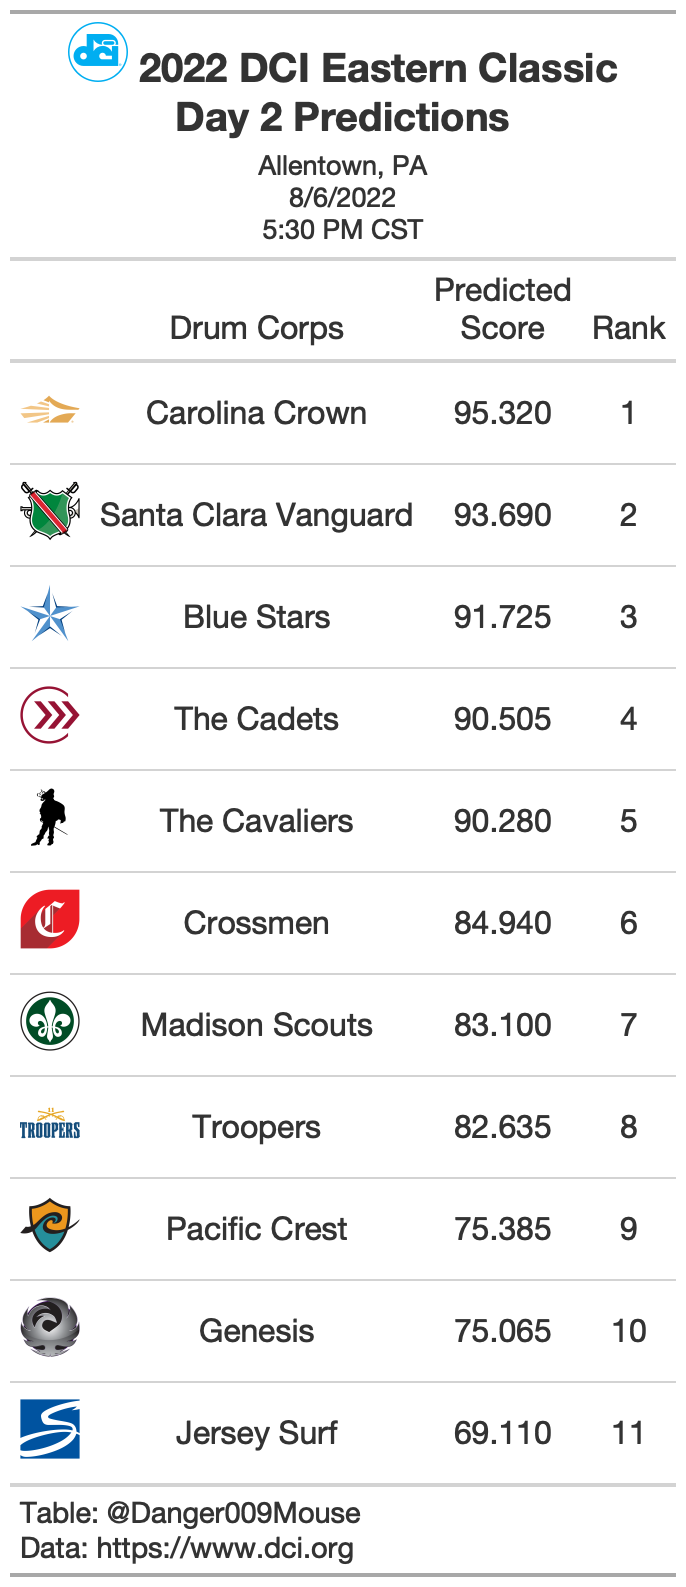 dci
2022 DCI Eastern Classic
Day 2 Predictions
Allentown, PA
8/6/2022
5:30 PM CST
Drum Corps Predicted Score Rank
Carolina Crown 95.320 1
Santa Clara Vanguard 93.690 2
Blue Stars 91.725 3
The Cadets 90.505 4
The Cavaliers 90.280 5
C Crossmen 84.940 6
Madison Scouts 83.100 7
TROOPERS Troopers 82.635 8
Pacific Crest 75.385 9
Genesis 75.065 10
Jersey Surf 69.110 11
Table: @Danger009Mouse
Data: https://www.dci.org